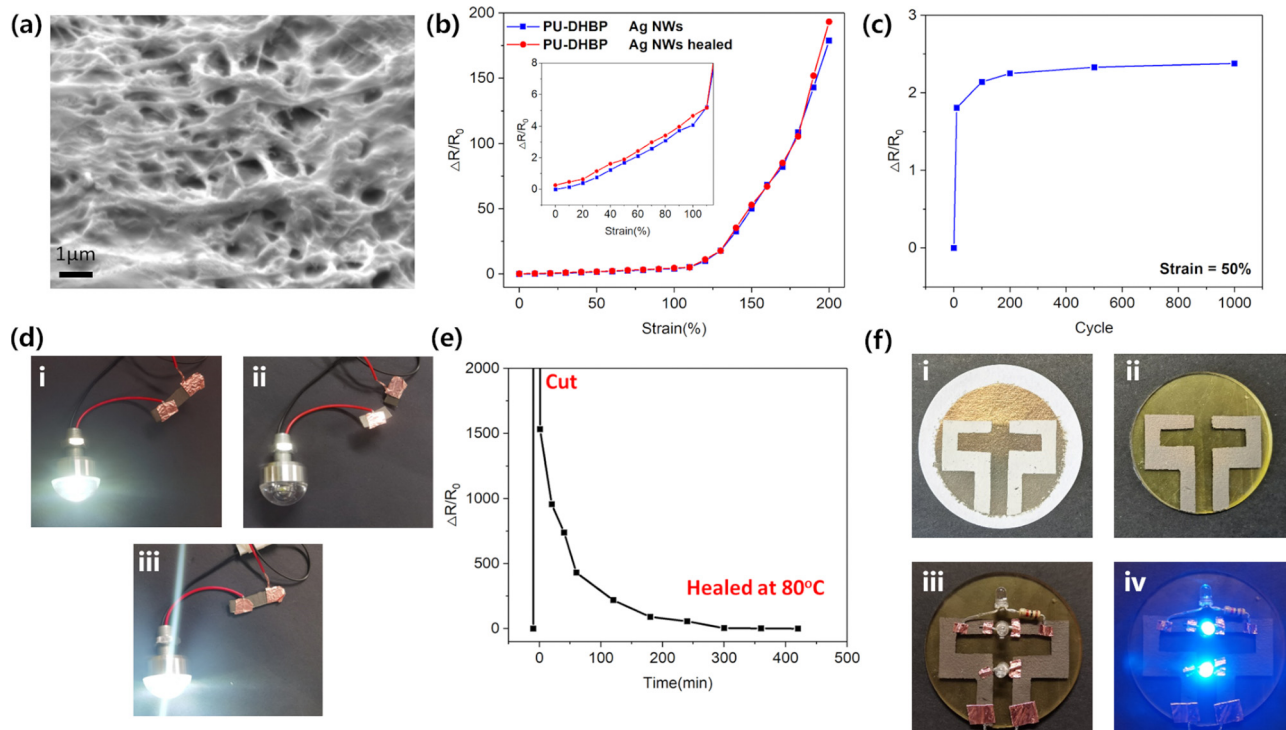 (a)
1μm
(b)
PU-DHBP Ag NWs
PU-DHBP Ag NWs healed
200
150
100
50
0
ΔR/R0
0 50 100 150 200
Strain(%)
8
6
4
2
0
ΔR/R0
0 20 40 60 80 100
Strain(%)
(c)
3
2
1
0
ΔR/R0
Strain = 50%
0 200 400 600 800 1000
Cycle
(d)
i
ii
iii
(e)
2000
1500
1000
500
0
ΔR/R0
Cut
Healed at 80°C
0 100 200 300 400 500
Time(min)
(f)
i
ii
iii
iv